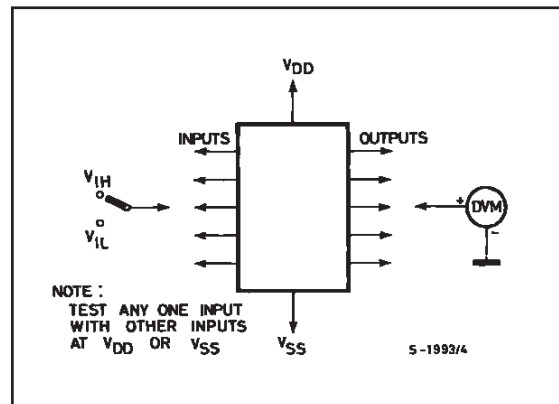 VDD
INPUTS
OUTPUTS
VIH
VIL
+
DVM
-
NOTE :
TEST ANY ONE INPUT
WITH OTHER INPUTS
AT VDD OR VSS
VSS
S-1993/4